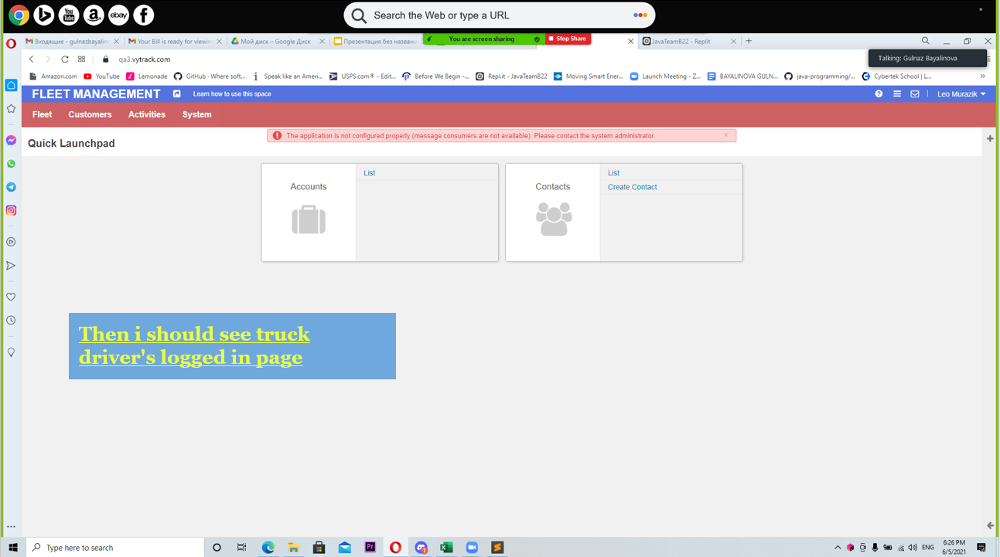 You Tube
a
ebay
f
Search the Web or type a URL
Входящие - gulnazbayalin
Your Bill is ready for viewin
Мой диск – Google Диск
Презентация без названи
You are screen sharing
Stop Share
JavaTeamB22 - Replit
qa3.vytrack.com
Talking: Gulnaz Bayalinova
Amazon.com
YouTube
Lemonade
GitHub · Where soft...
Speak like an Ameri...
USPS.com® - Edit...
Before We Begin -...
Repl.it - JavaTeamB22
Moving Smart Ener...
Launch Meeting - Z...
BAYALINOVA GULN...
java-programming/...
Cybertek School | L...
FLEET MANAGEMENT
Learn how to use this space
Leo Murazik
Fleet
Customers
Activities
System
The application is not configured properly (message consumers are not available). Please contact the system administrator.
Quick Launchpad
Accounts
List
Contacts
List
Create Contact
Then i should see truck
driver's logged in page
Type here to search
Pr
1
ENG
6:26 PM
6/5/2021